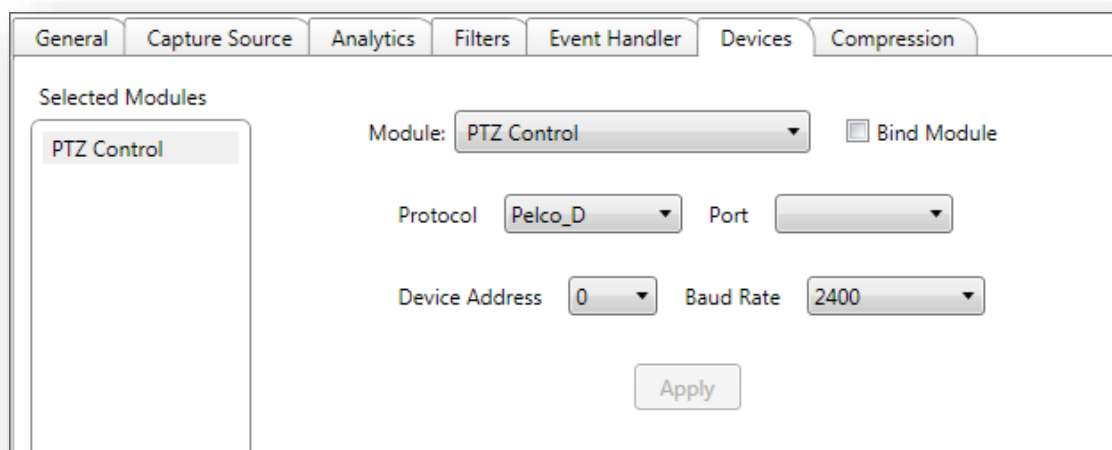 General Capture Source Analytics Filters Event Handler Devices Compression
Selected Modules
PTZ Control
Module: PTZ Control Bind Module
Protocol Pelco_D Port
Device Address 0 Baud Rate 2400
Apply